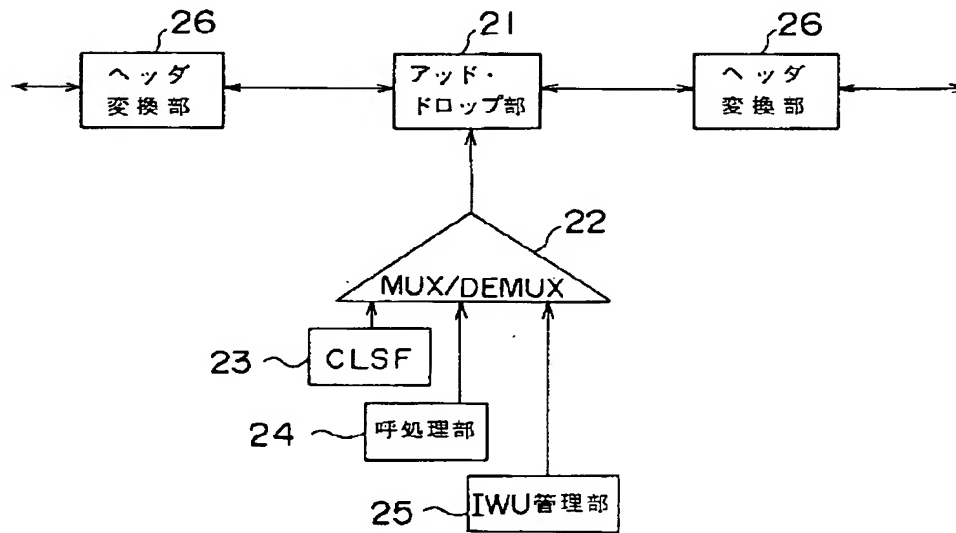 26
21
26
ヘッダ
変換部
アッド・
ドロップ部
ヘッダ
変換部
22
MUX/DEMUX
23
CLSF
24
呼処理部
25
IWU管理部